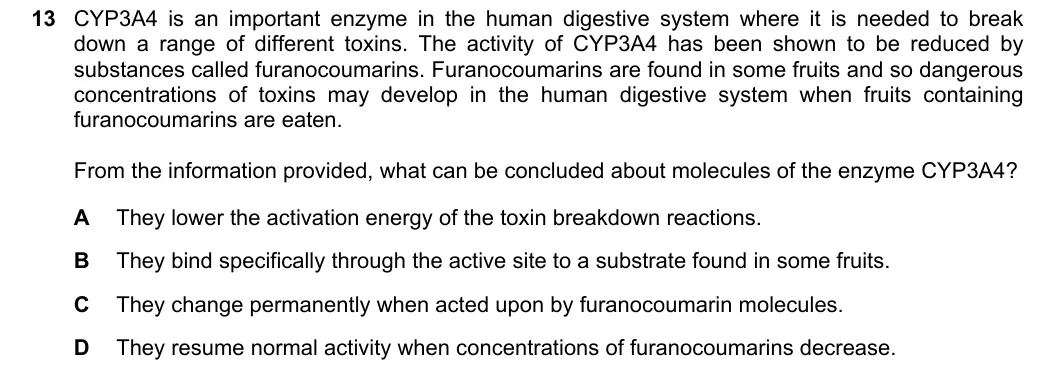 13 CYP3A4 is an important enzyme in the human digestive system where it is needed to break
down a range of different toxins. The activity of CYP3A4 has been shown to be reduced by
substances called furanocoumarins. Furanocoumarins are found in some fruits and so dangerous
concentrations of toxins may develop in the human digestive system when fruits containing
furanocoumarins are eaten.
From the information provided, what can be concluded about molecules of the enzyme CYP3A4?
A They lower the activation energy of the toxin breakdown reactions.
B They bind specifically through the active site to a substrate found in some fruits.
C They change permanently when acted upon by furanocoumarin molecules.
D They resume normal activity when concentrations of furanocoumarins decrease.